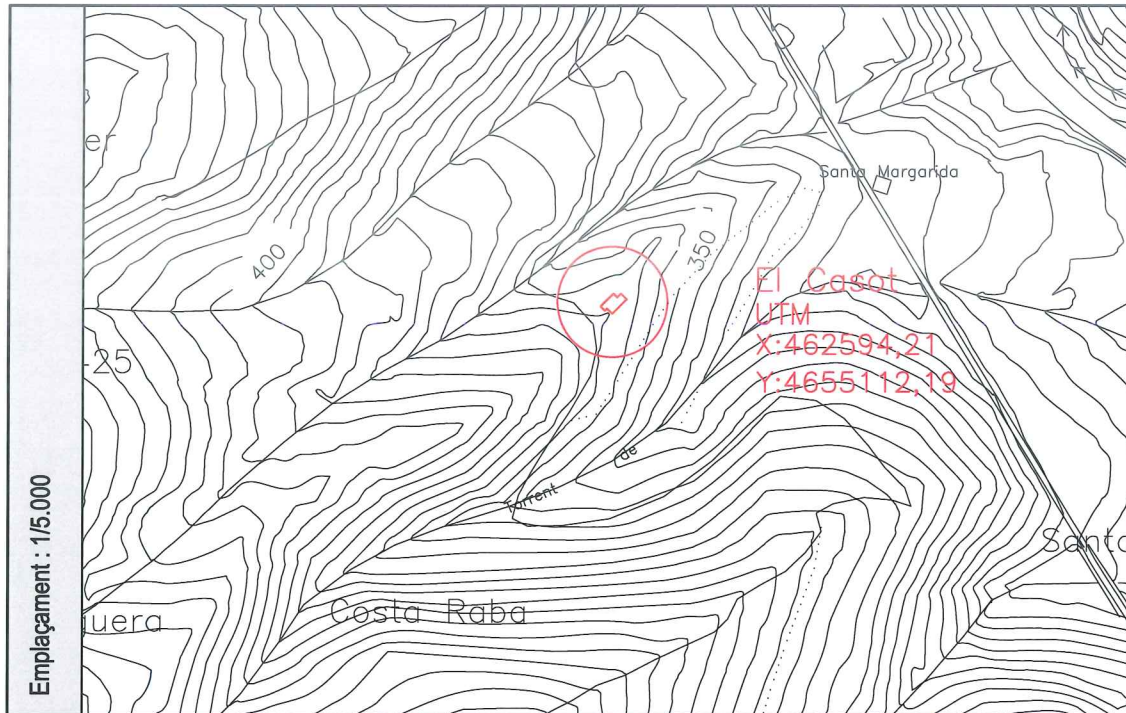 Emplaçament : 1/5.000
er
Santa Margarida
400
350
El Casot
UTM
X:462594,21
Y:4655112,19
-25
Torrent de
Santa
Costa Raba
uera